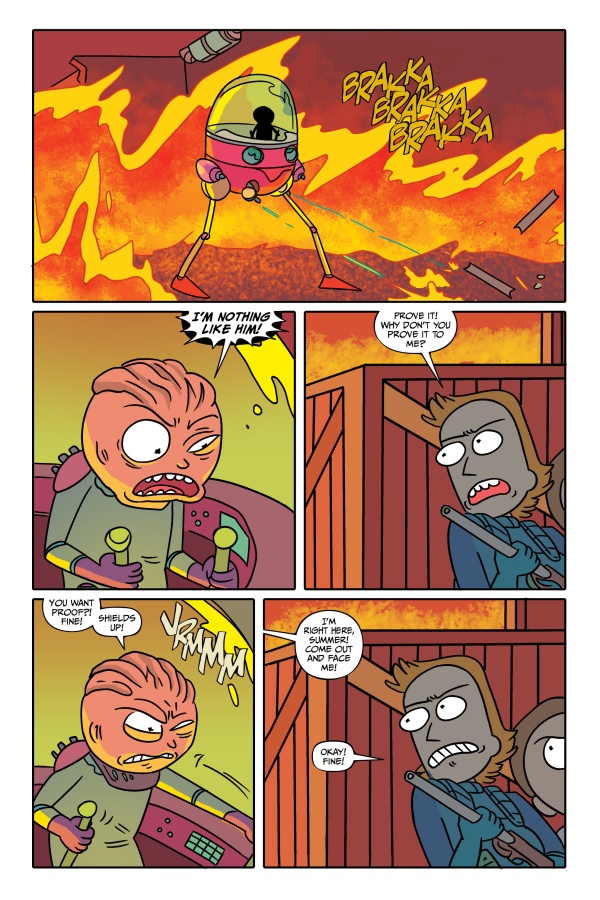 BRAKKA
BRAKKA
BRAKKA
I'M NOTHING
LIKE HIM!
PROVE IT!
WHY DON'T YOU
PROVE IT TO
ME?
YOU WANT
PROOF?!
FINE!
SHIELDS
UP!
VRMMM
I'M
RIGHT HERE,
SUMMER!
COME OUT
AND FACE
ME!
OKAY!
FINE!